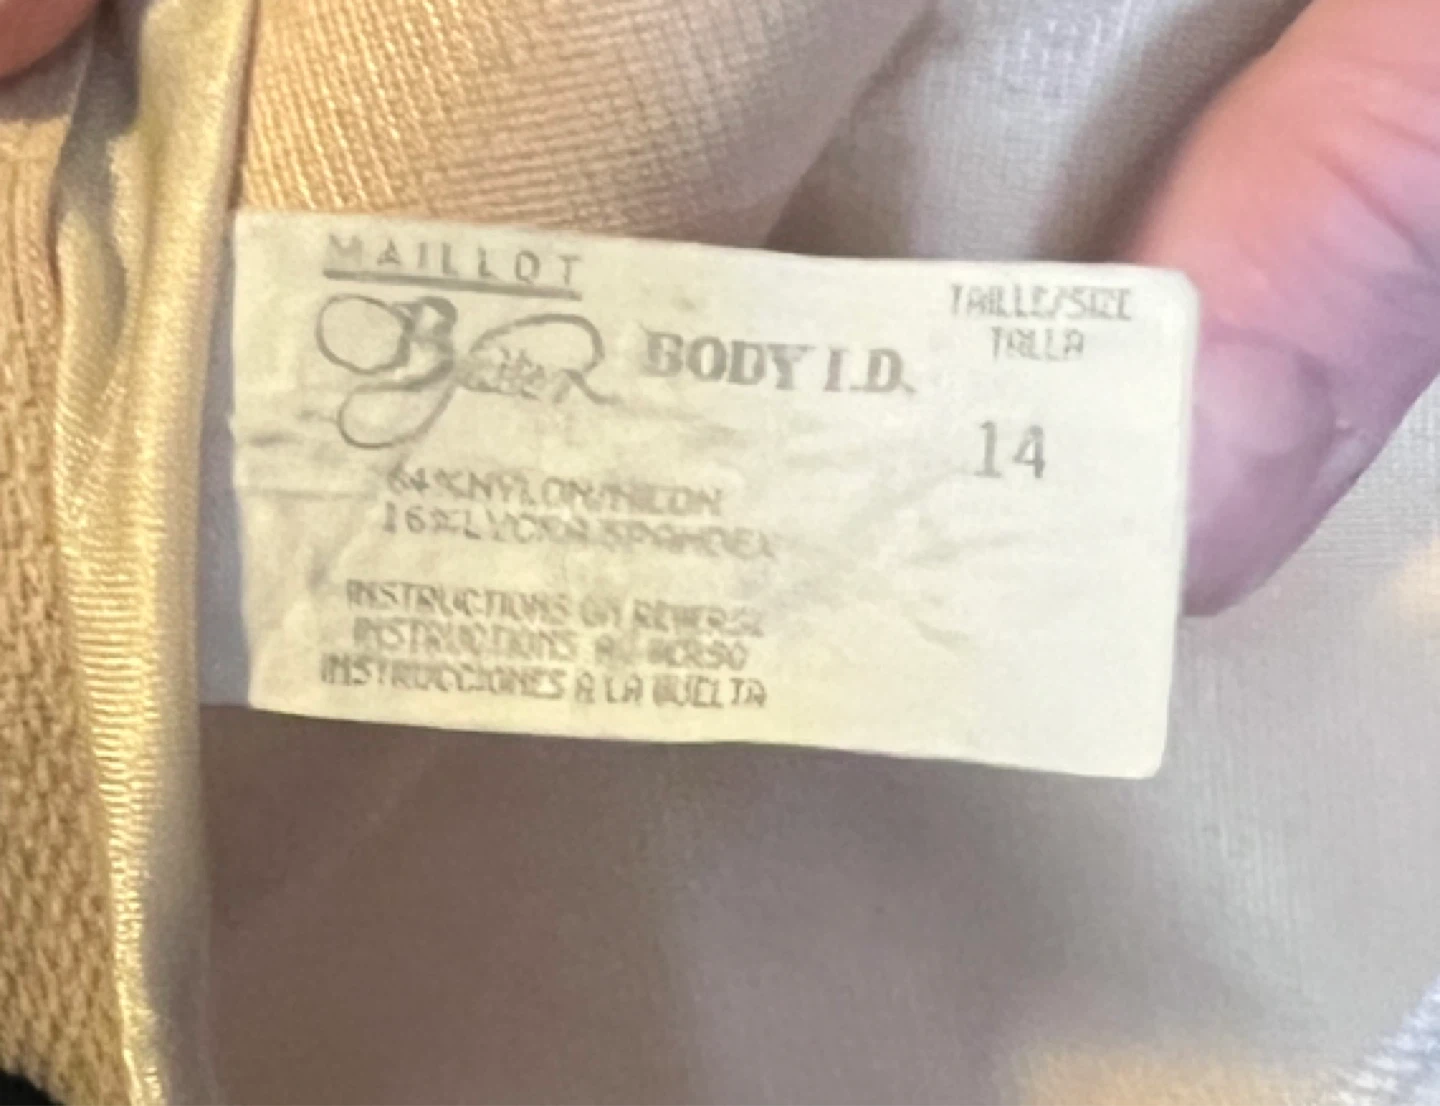 MAILLOT
BODY I.D.
TAILLE/SIZE
TALLA
14
NYLON/NILON
16% LYCRA SPANDEX
INSTRUCTIONS ON REVERSE
INSTRUCTIONS AU VERSO
INSTRUCCIONES A LA VUELTA